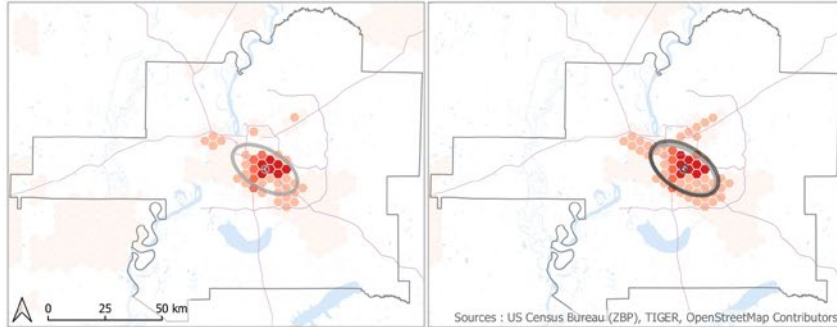 0 25 50 km
Sources : US Census Bureau (ZBP), TIGER, OpenStreetMap Contributors